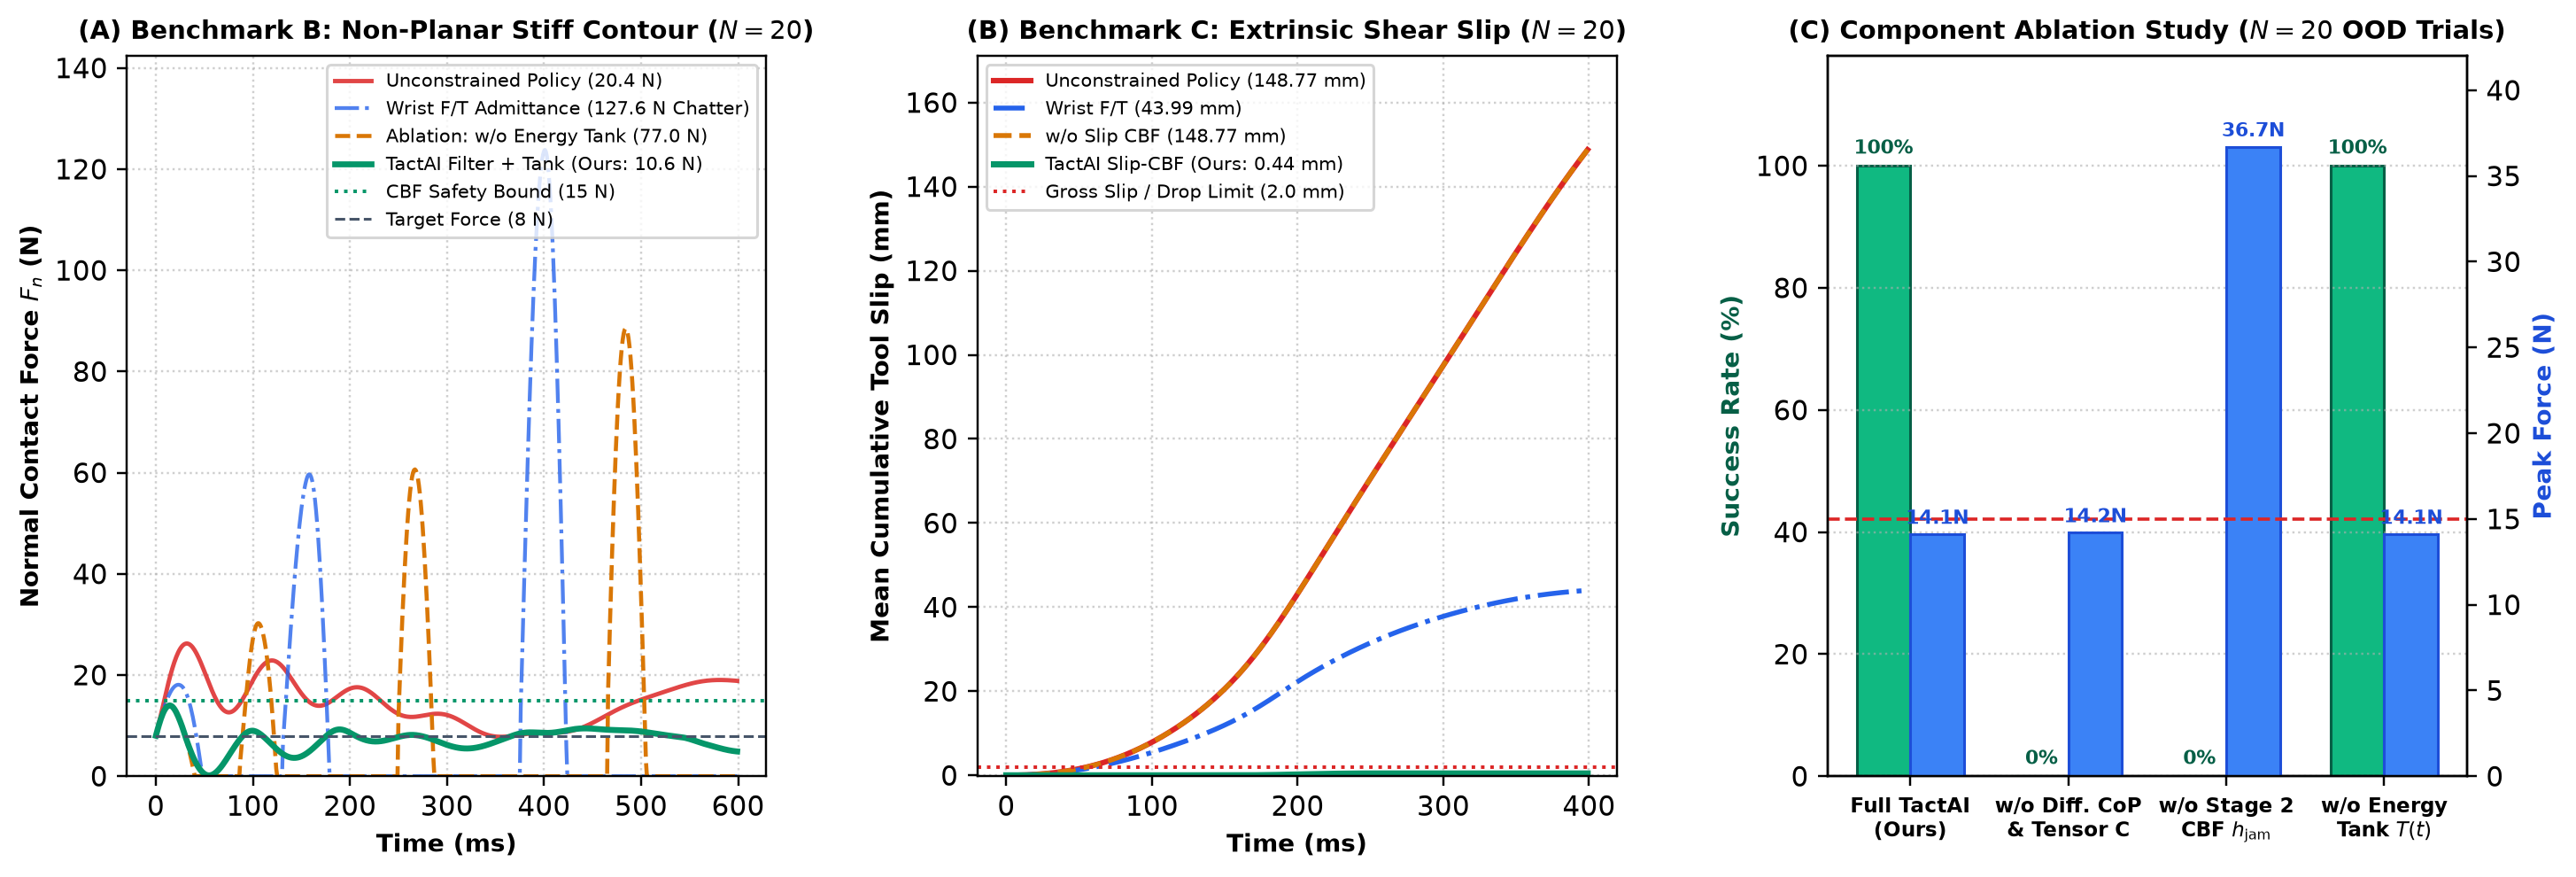 (A) Benchmark B: Non-Planar Stiff Contour (N = 20)
Normal Contact Force Fn (N)
140
120
100
80
60
40
20
0
Unconstrained Policy (20.4 N)
Wrist F/T Admittance (127.6 N Chatter)
Ablation: w/o Energy Tank (77.0 N)
TactAI Filter + Tank (Ours: 10.6 N)
CBF Safety Bound (15 N)
Target Force (8 N)
0 100 200 300 400 500 600
Time (ms)
(B) Benchmark C: Extrinsic Shear Slip (N = 20)
Mean Cumulative Tool Slip (mm)
160
140
120
100
80
60
40
20
0
Unconstrained Policy (148.77 mm)
Wrist F/T (43.99 mm)
w/o Slip CBF (148.77 mm)
TactAI Slip-CBF (Ours: 0.44 mm)
Gross Slip / Drop Limit (2.0 mm)
0 100 200 300 400
Time (ms)
(C) Component Ablation Study (N = 20 OOD Trials)
Success Rate (%)
100
80
60
40
20
0
100%
14.1N
0%
14.2N
0%
36.7N
100%
14.1N
40
35
30
25
20
15
10
5
0
Peak Force (N)
Full TactAI
(Ours)
w/o Diff. CoP
& Tensor C
w/o Stage 2
CBF hjam
w/o Energy
Tank T(t)